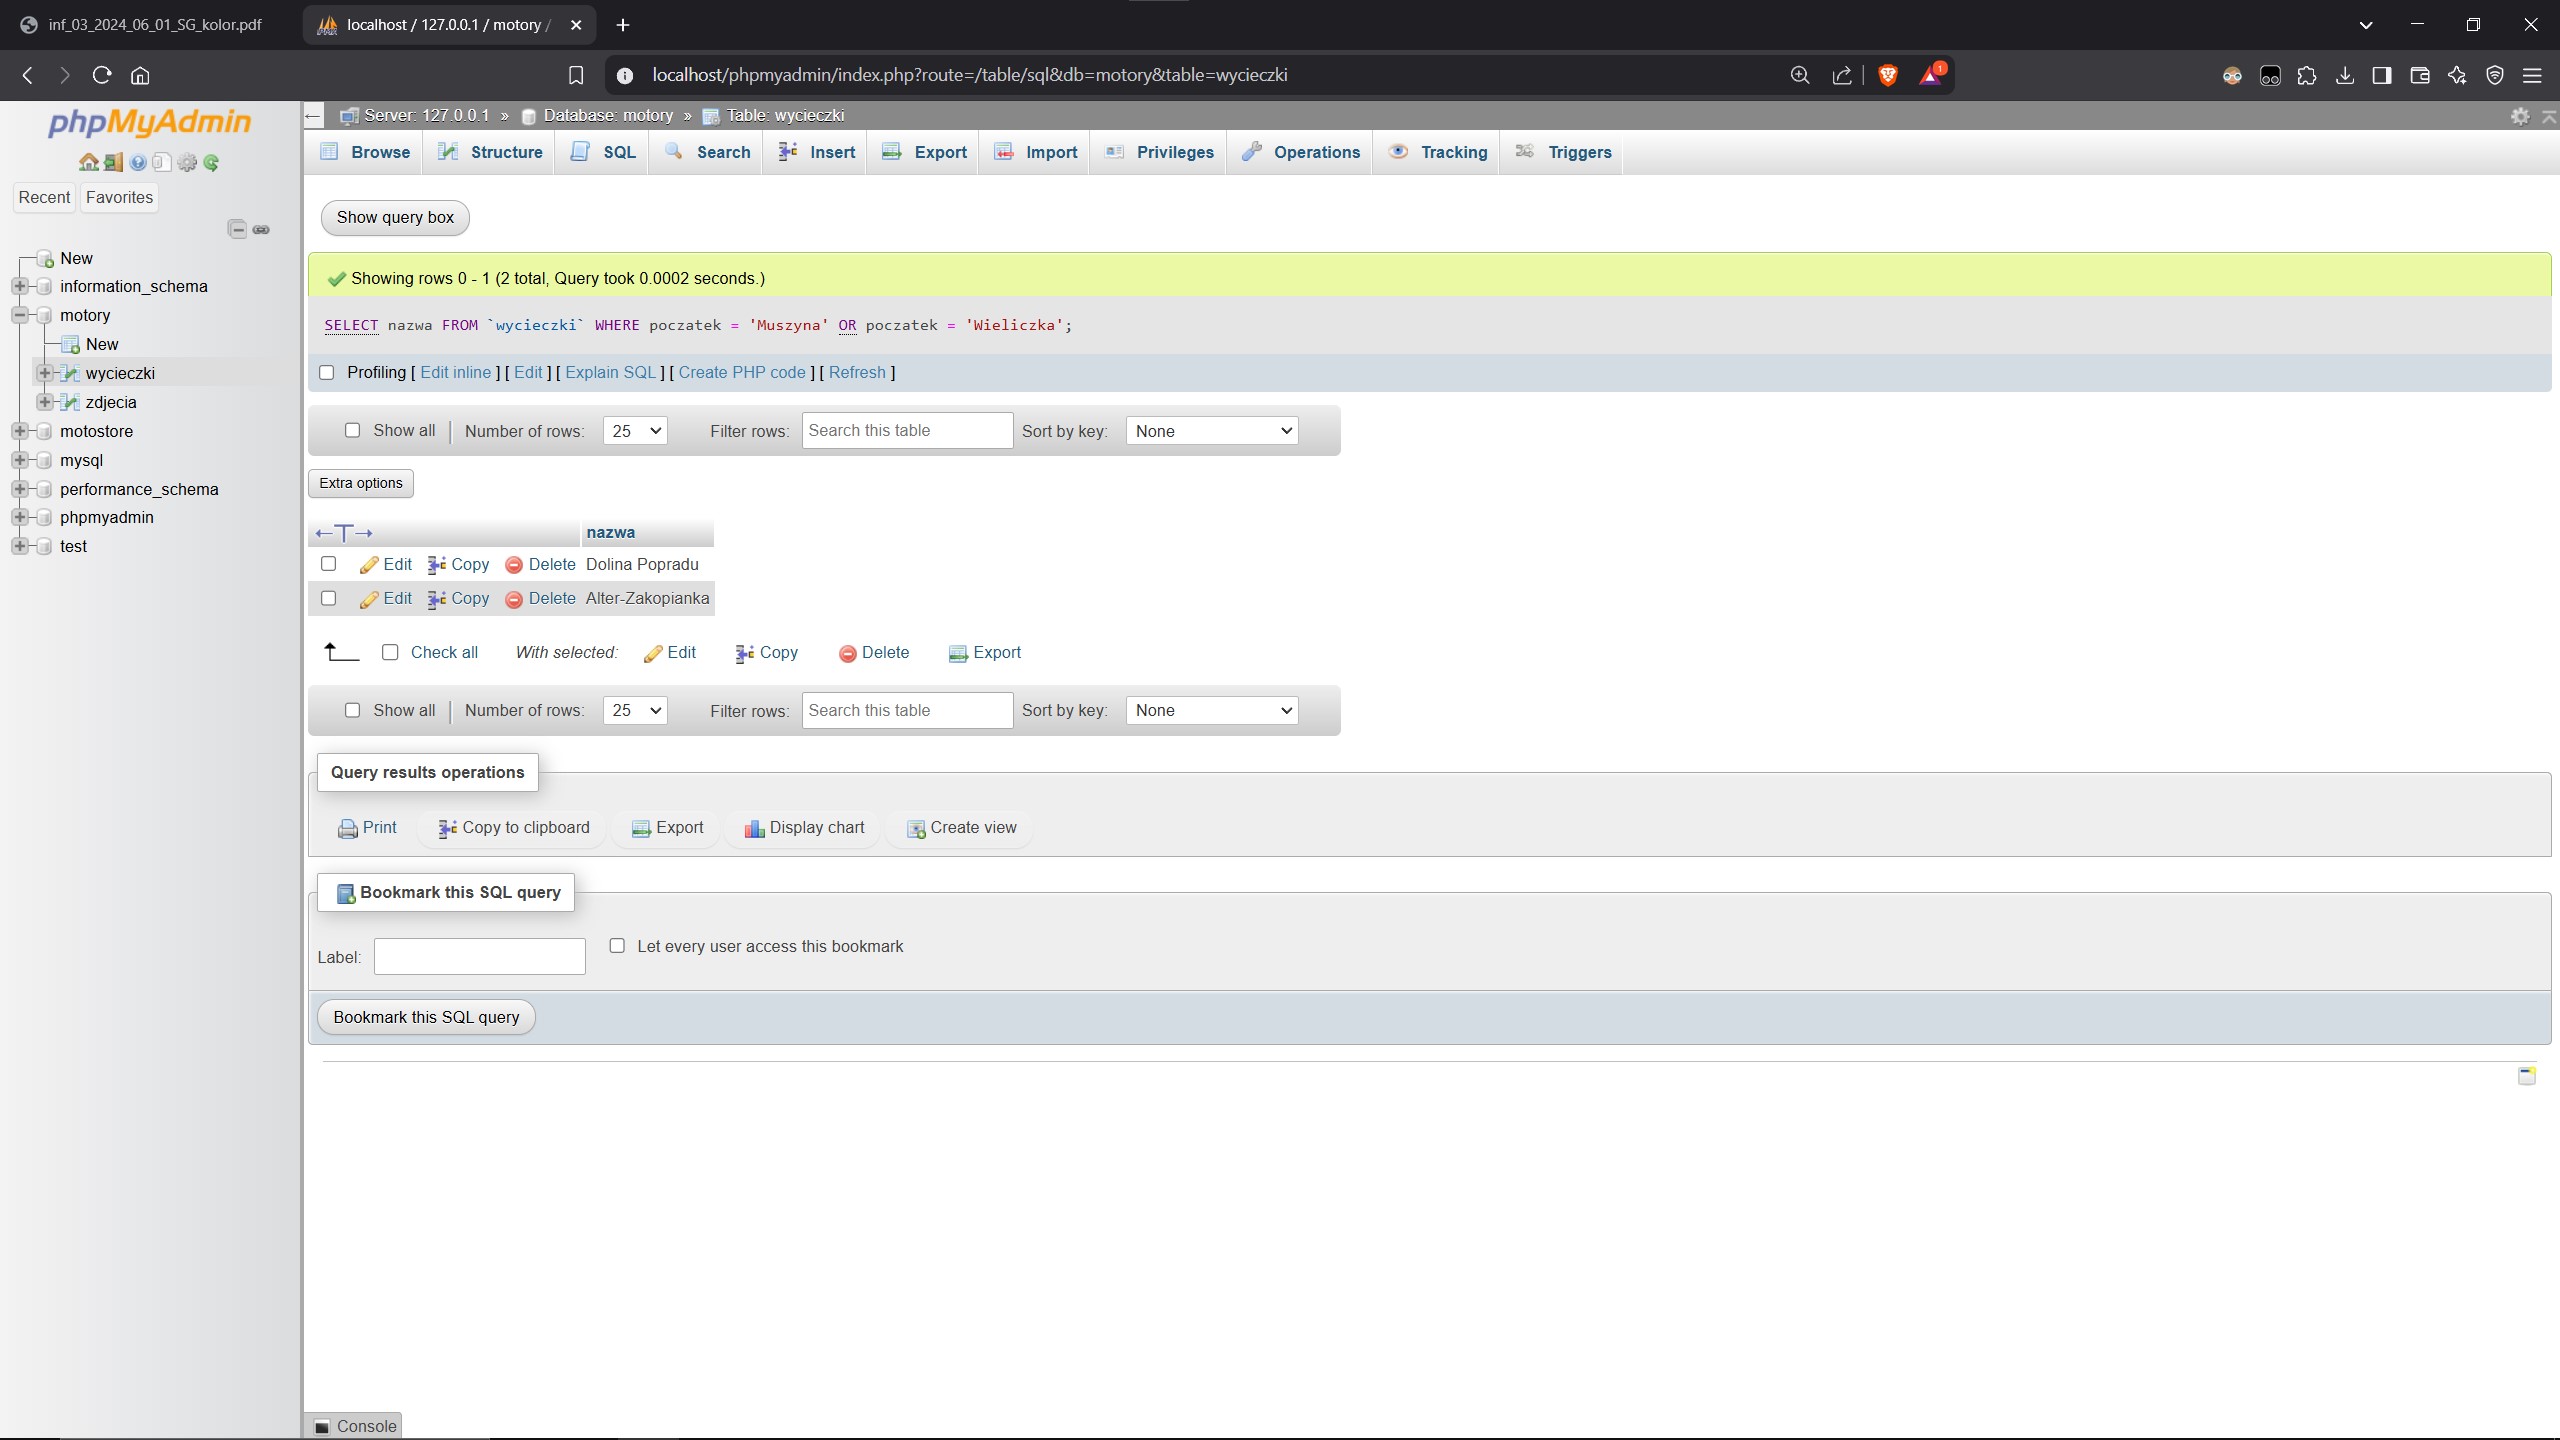 inf_03_2024_06_01_SG_kolor.pdf
localhost / 127.0.0.1 / motory /
localhost/phpmyadmin/index.php?route=/table/sql&db=motory&table=wycieczki
1
phpMyAdmin
Recent Favorites
New
information_schema
motory
New
wycieczki
zdjecia
motostore
mysql
performance_schema
phpmyadmin
test
Server: 127.0.0.1 » Database: motory » Table: wycieczki
Browse Structure SQL Search Insert Export Import Privileges Operations Tracking Triggers
Show query box
Showing rows 0 - 1 (2 total, Query took 0.0002 seconds.)
SELECT nazwa FROM `wycieczki` WHERE poczatek = 'Muszyna' OR poczatek = 'Wieliczka';
Profiling [ Edit inline ] [ Edit ] [ Explain SQL ] [ Create PHP code ] [ Refresh ]
Show all | Number of rows: 25 Filter rows: Search this table Sort by key: None
Extra options
←T→ nazwa
Edit Copy Delete Dolina Popradu
Edit Copy Delete Alter-Zakopianka
Check all With selected: Edit Copy Delete Export
Show all | Number of rows: 25 Filter rows: Search this table Sort by key: None
Query results operations
Print Copy to clipboard Export Display chart Create view
Bookmark this SQL query
Label: Let every user access this bookmark
Bookmark this SQL query
Console